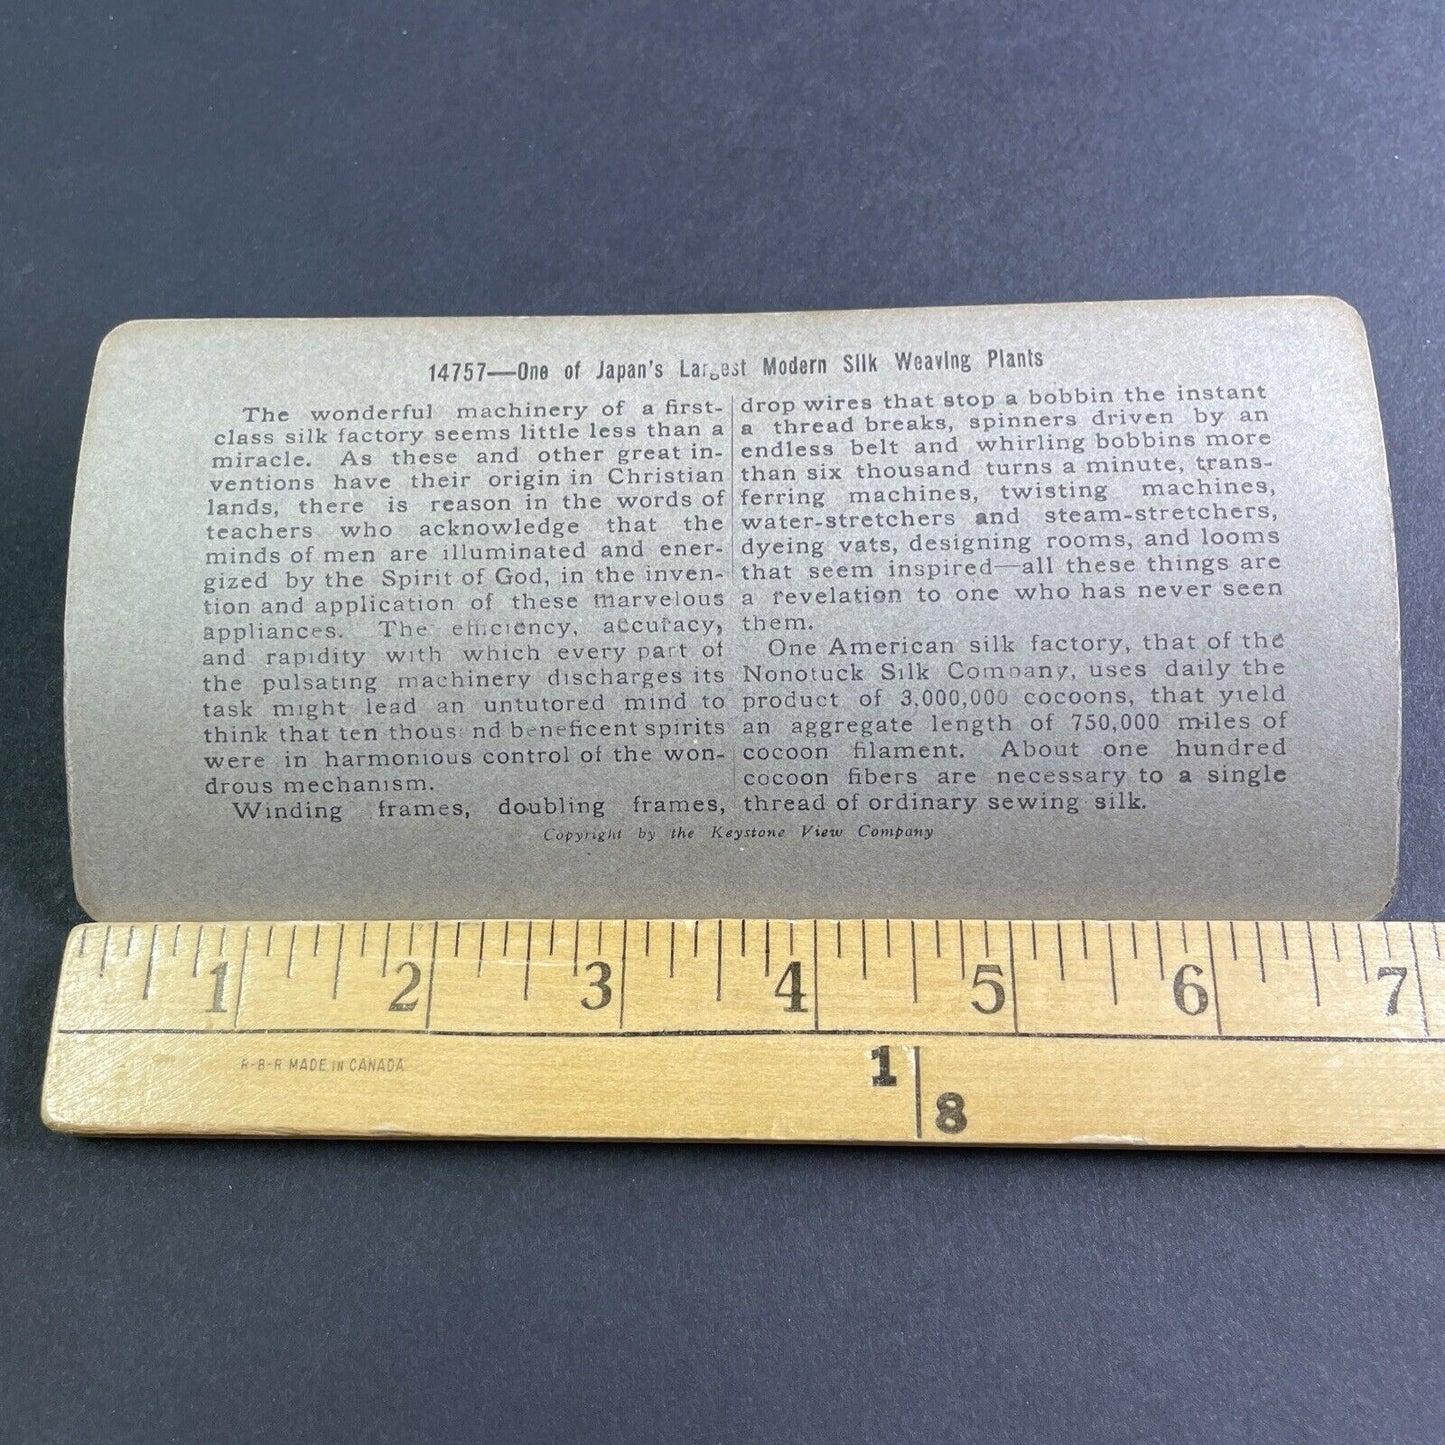 14757—One of Japan's Largest Modern Silk Weaving Plants
The wonderful machinery of a first-
class silk factory seems little less than a
miracle. As these and other great in-
ventions have their origin in Christian
lands, there is reason in the words of
teachers who acknowledge that the
minds of men are illuminated and ener-
gized by the Spirit of God, in the inven-
tion and application of these marvelous
appliances. The efficiency, accuracy,
and rapidity with which every part of
the pulsating machinery discharges its
task might lead an untutored mind to
think that ten thousand beneficent spirits
were in harmonious control of the won-
drous mechanism.
Winding frames, doubling frames,
drop wires that stop a bobbin the instant
a thread breaks, spinners driven by an
endless belt and whirling bobbins more
than six thousand turns a minute, trans-
ferring machines, twisting machines,
water-stretchers and steam-stretchers,
dyeing vats, designing rooms, and looms
that seem inspired—all these things are
a revelation to one who has never seen
them.
One American silk factory, that of the
Nonotuck Silk Company, uses daily the
product of 3,000,000 cocoons, that yield
an aggregate length of 750,000 miles of
cocoon filament. About one hundred
cocoon fibers are necessary to a single
thread of ordinary sewing silk.
Copyright by the Keystone View Company
1 2 3 4 5 6 7
R-B-R MADE IN CANADA
1 8